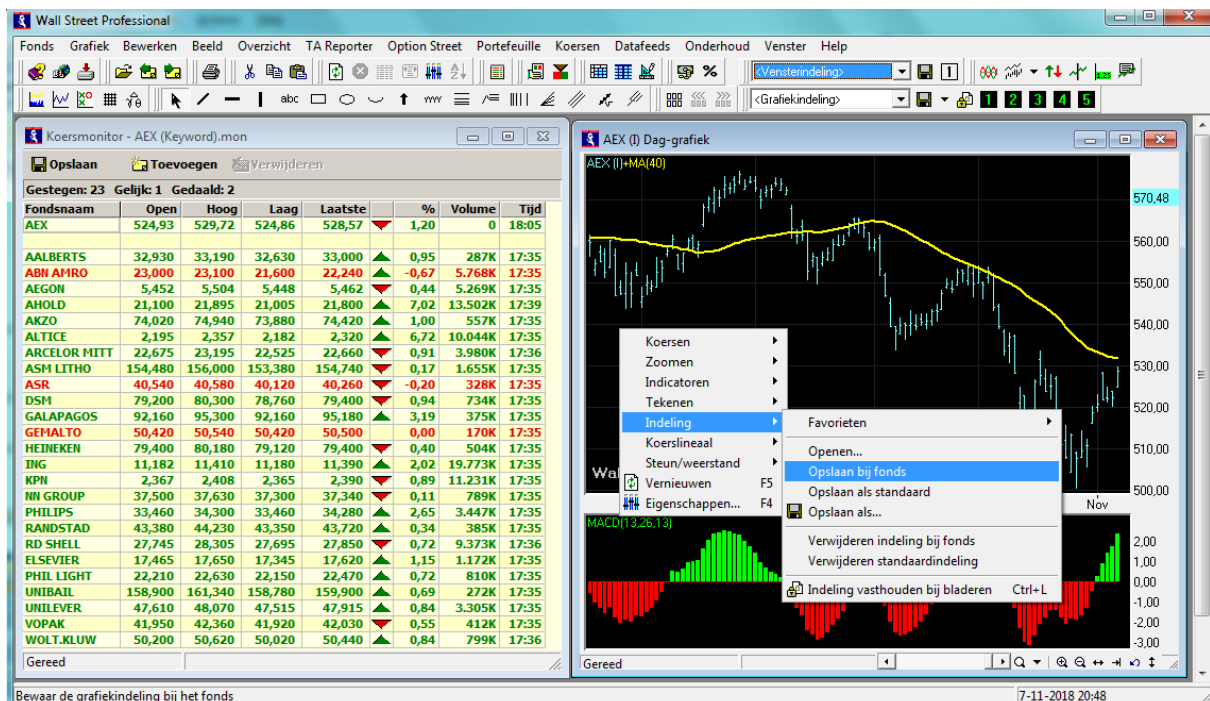 Wall Street Professional
Fonds Grafiek Bewerken Beeld Overzicht TA Reporter Option Street Portefeuille Koersen Datafeeds Onderhoud Venster Help
<Vensterindeling> 1
abc <Grafiekindeling> 1 2 3 4 5
Koersmonitor - AEX (Keyword).mon
Opslaan Toevoegen Verwijderen
Gestegen: 23 Gelijk: 1 Gedaald: 2
Fondsnaam Open Hoog Laag Laatste % Volume Tijd
AEX 524,93 529,72 524,86 528,57 1,20 0 18:05
AALBERTS 32,930 33,190 32,630 33,000 0,95 287K 17:35
ABN AMRO 23,000 23,100 21,600 22,240 -0,67 5.768K 17:35
AEGON 5,452 5,504 5,448 5,462 0,44 5.269K 17:35
AHOLD 21,100 21,895 21,005 21,800 7,02 13.502K 17:39
AKZO 74,020 74,940 73,880 74,420 1,00 557K 17:35
ALTICE 2,195 2,357 2,182 2,320 6,72 10.044K 17:35
ARCELOR MITT 22,675 23,195 22,525 22,660 0,91 3.980K 17:36
ASM LITHO 154,480 156,000 153,380 154,740 0,17 1.655K 17:35
ASR 40,540 40,580 40,120 40,260 -0,20 328K 17:35
DSM 79,200 80,300 78,760 79,400 0,94 734K 17:35
GALAPAGOS 92,160 95,300 92,160 95,180 3,19 375K 17:35
GEMALTO 50,420 50,540 50,420 50,500 0,00 170K 17:35
HEINEKEN 79,400 80,180 79,120 79,400 0,40 504K 17:35
ING 11,182 11,410 11,180 11,390 2,02 19.773K 17:35
KPN 2,367 2,408 2,365 2,390 0,89 11.231K 17:35
NN GROUP 37,500 37,630 37,300 37,340 0,11 789K 17:35
PHILIPS 33,460 34,300 33,460 34,280 2,65 3.447K 17:35
RANDSTAD 43,380 44,230 43,350 43,720 0,34 385K 17:35
RD SHELL 27,745 28,305 27,695 27,850 0,72 9.373K 17:36
ELSEVIER 17,465 17,650 17,345 17,620 1,15 1.172K 17:35
PHIL LIGHT 22,210 22,630 22,150 22,470 0,72 810K 17:35
UNIBAIL 158,900 161,340 158,780 159,900 0,69 272K 17:35
UNILEVER 47,610 48,070 47,515 47,915 0,84 3.305K 17:35
VOPAK 41,950 42,360 41,920 42,030 0,55 412K 17:35
WOLT.KLUW 50,200 50,620 50,020 50,440 0,84 799K 17:36
Gereed
AEX (I) Dag-grafiek
AEX (I)+MA(40)
570,48
560,00
550,00
540,00
530,00
520,00
510,00
500,00
Nov
Wal
Koersen
Zoomen
Indicatoren
Tekenen
Indeling
Koerslineaal
Steun/weerstand
Vernieuwen F5
Eigenschappen... F4
Favorieten
Openen...
Opslaan bij fonds
Opslaan als standaard
Opslaan als...
Verwijderen indeling bij fonds
Verwijderen standaardindeling
Indeling vasthouden bij bladeren Ctrl+L
MACD(13,26,13)
2,00
1,00
0,00
-1,00
-2,00
-3,00
Gereed
Bewaar de grafiekindeling bij het fonds
7-11-2018 20:48